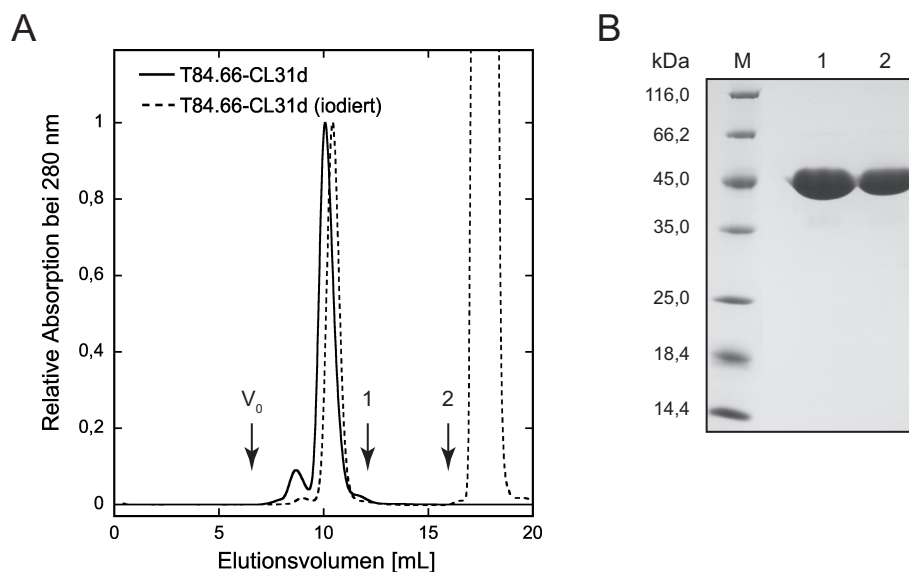 A
T84.66-CL31d
T84.66-CL31d (iodiert)
Relative Absorption bei 280 nm
1
0,8
0,6
0,4
0,2
0
V0
1
2
0
5
10
15
20
Elutionsvolumen [mL]
B
kDa M 1 2
116,0
66,2
45,0
35,0
25,0
18,4
14,4